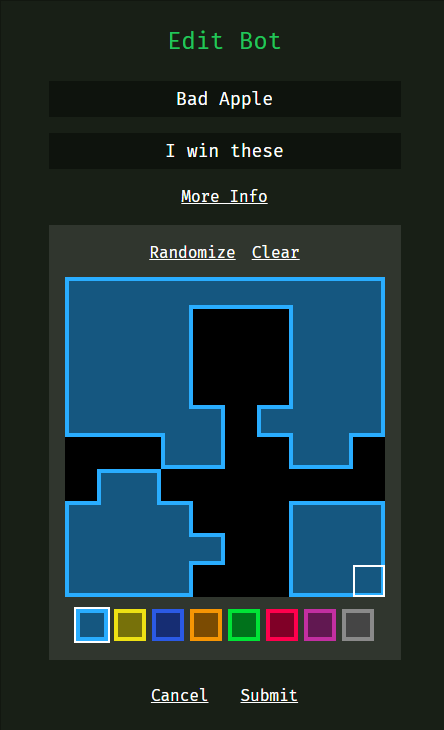 Edit Bot
Bad Apple
I win these
More Info
Randomize Clear
Cancel Submit